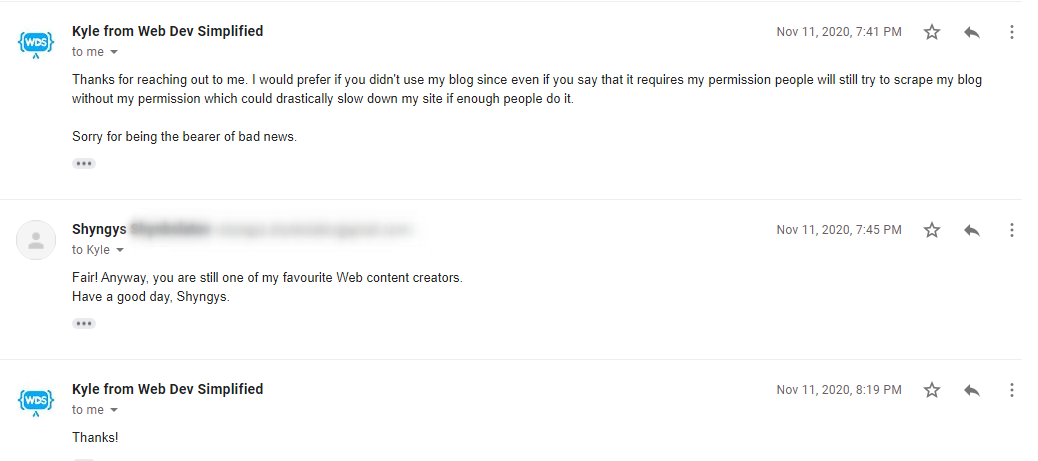 Kyle from Web Dev Simplified
Nov 11, 2020, 7:41 PM
to me
{WDS}
Thanks for reaching out to me. I would prefer if you didn't use my blog since even if you say that it requires my permission people will still try to scrape my blog
without my permission which could drastically slow down my site if enough people do it.
Sorry for being the bearer of bad news.
Shyngys
Nov 11, 2020, 7:45 PM
to Kyle
Fair! Anyway, you are still one of my favourite Web content creators.
Have a good day, Shyngys.
Kyle from Web Dev Simplified
Nov 11, 2020, 8:19 PM
to me
{WDS}
Thanks!